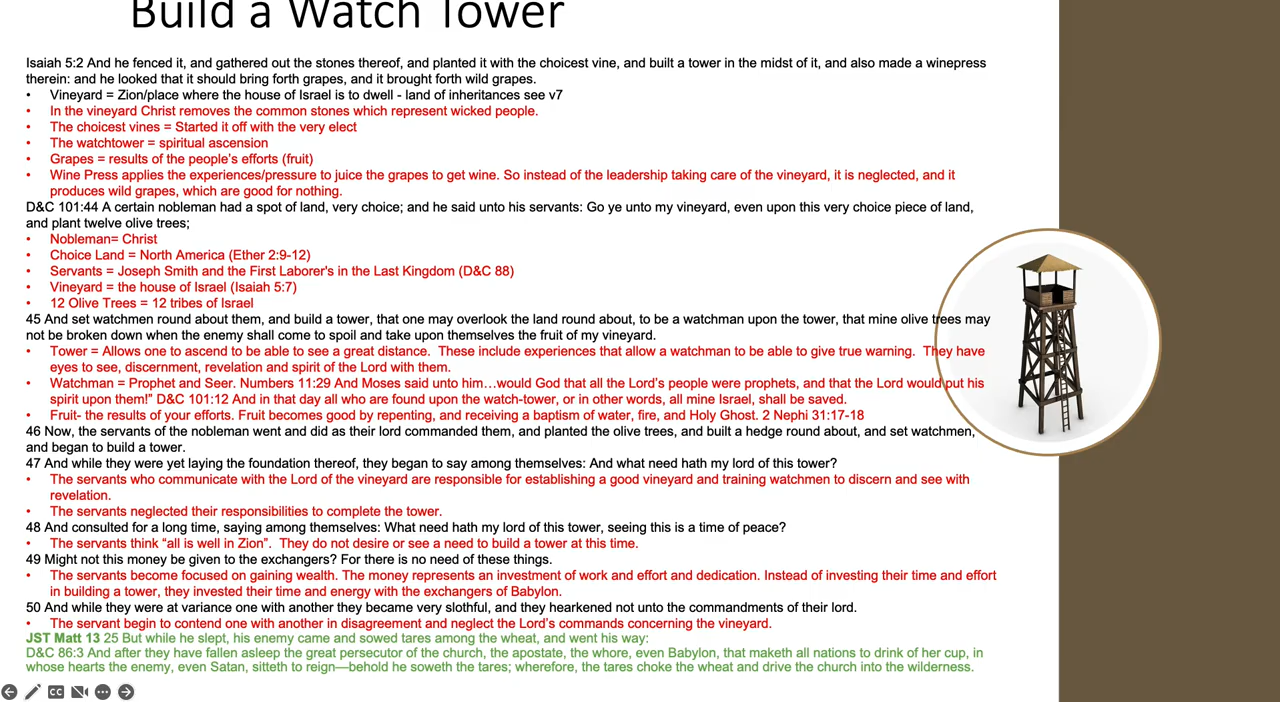 Build a Watch Tower
Isaiah 5:2 And he fenced it, and gathered out the stones thereof, and planted it with the choicest vine, and built a tower in the midst of it, and also made a winepress
therein: and he looked that it should bring forth grapes, and it brought forth wild grapes.
• Vineyard = Zion/place where the house of Israel is to dwell - land of inheritances see v7
• In the vineyard Christ removes the common stones which represent wicked people.
• The choicest vines = Started it off with the very elect
• The watchtower = spiritual ascension
• Grapes = results of the people's efforts (fruit)
• Wine Press applies the experiences/pressure to juice the grapes to get wine. So instead of the leadership taking care of the vineyard, it is neglected, and it
produces wild grapes, which are good for nothing.
D&C 101:44 A certain nobleman had a spot of land, very choice; and he said unto his servants: Go ye unto my vineyard, even upon this very choice piece of land,
and plant twelve olive trees;
• Nobleman= Christ
• Choice Land = North America (Ether 2:9-12)
• Servants = Joseph Smith and the First Laborer's in the Last Kingdom (D&C 88)
• Vineyard = the house of Israel (Isaiah 5:7)
• 12 Olive Trees = 12 tribes of Israel
45 And set watchmen round about them, and build a tower, that one may overlook the land round about, to be a watchman upon the tower, that mine olive trees may
not be broken down when the enemy shall come to spoil and take upon themselves the fruit of my vineyard.
• Tower = Allows one to ascend to be able to see a great distance.  These include experiences that allow a watchman to be able to give true warning.  They have
eyes to see, discernment, revelation and spirit of the Lord with them.
• Watchman = Prophet and Seer. Numbers 11:29 And Moses said unto him…would God that all the Lord's people were prophets, and that the Lord would put his
spirit upon them!" D&C 101:12 And in that day all who are found upon the watch-tower, or in other words, all mine Israel, shall be saved.
• Fruit- the results of your efforts. Fruit becomes good by repenting, and receiving a baptism of water, fire, and Holy Ghost. 2 Nephi 31:17-18
46 Now, the servants of the nobleman went and did as their lord commanded them, and planted the olive trees, and built a hedge round about, and set watchmen,
and began to build a tower.
47 And while they were yet laying the foundation thereof, they began to say among themselves: And what need hath my lord of this tower?
• The servants who communicate with the Lord of the vineyard are responsible for establishing a good vineyard and training watchmen to discern and see with
revelation.
• The servants neglected their responsibilities to complete the tower.
48 And consulted for a long time, saying among themselves: What need hath my lord of this tower, seeing this is a time of peace?
• The servants think “all is well in Zion”.  They do not desire or see a need to build a tower at this time.
49 Might not this money be given to the exchangers? For there is no need of these things.
• The servants become focused on gaining wealth. The money represents an investment of work and effort and dedication. Instead of investing their time and effort
in building a tower, they invested their time and energy with the exchangers of Babylon.
50 And while they were at variance one with another they became very slothful, and they hearkened not unto the commandments of their lord.
• The servant begin to contend one with another in disagreement and neglect the Lord's commands concerning the vineyard.
JST Matt 13 25 But while he slept, his enemy came and sowed tares among the wheat, and went his way:
D&C 86:3 And after they have fallen asleep the great persecutor of the church, the apostate, the whore, even Babylon, that maketh all nations to drink of her cup, in
whose hearts the enemy, even Satan, sitteth to reign—behold he soweth the tares; wherefore, the tares choke the wheat and drive the church into the wilderness.
CC